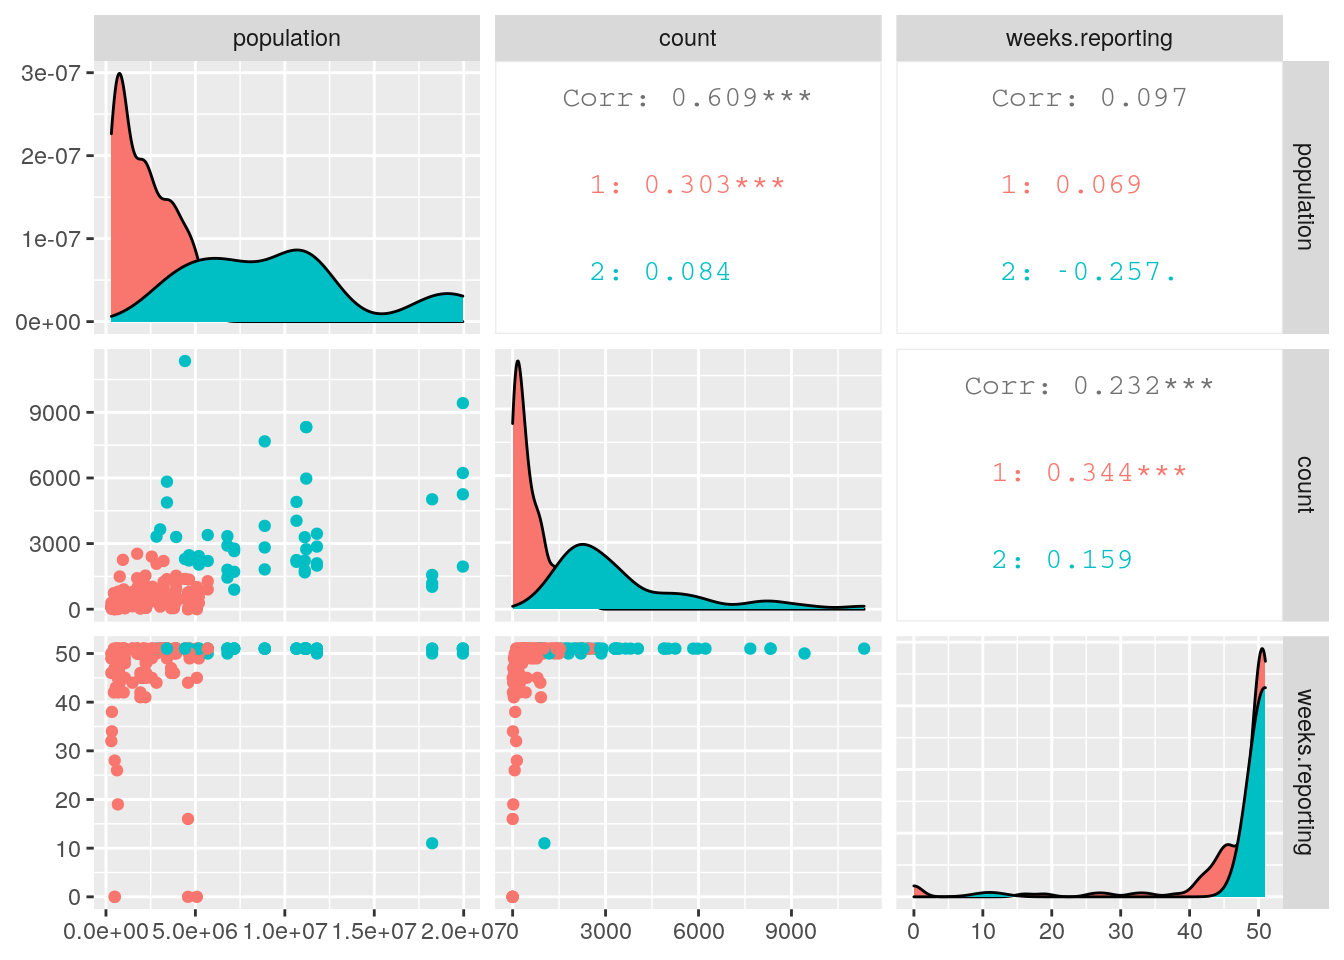 population count weeks.reporting
3e-07
2e-07
1e-07
0e+00
Corr: 0.609***
1: 0.303***
2: 0.084
Corr: 0.097
1: 0.069
2: -0.257.
population
9000
6000
3000
0
Corr: 0.232***
1: 0.344***
2: 0.159
count
50
40
30
20
10
0
weeks.reporting
0.0e+00 5.0e+06 1.0e+07 1.5e+07 2.0e+07
0 3000 6000 9000
0 10 20 30 40 50